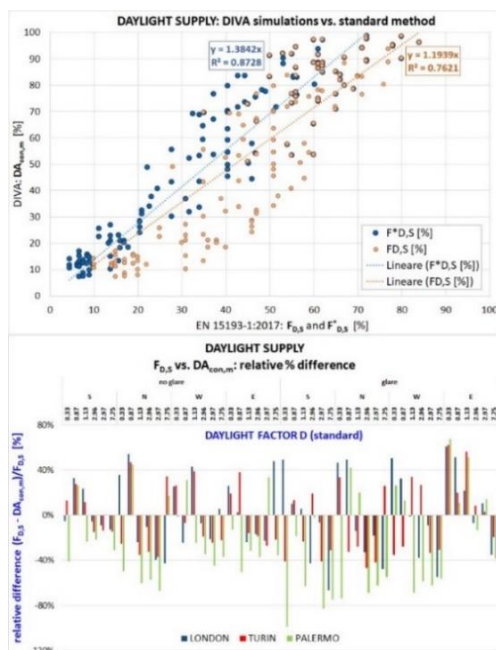 DAYLIGHT SUPPLY: DIVA simulations vs. standard method
100
90
80
70
60
50
40
30
20
10
0
DIVA: DAcon,m [%]
y = 1.3842x
R² = 0.8728
y = 1.1939x
R² = 0.7621
F*D,S [%]
FD,S [%]
Lineare (F*D,S [%])
Lineare (FD,S [%])
0 10 20 30 40 50 60 70 80 90 100
EN 15193-1:2017: FD,S and F*D,S [%]
DAYLIGHT SUPPLY
FD,S vs. DAcon,m: relative % difference
no glare glare
S N W E S N W E
DAYLIGHT FACTOR D (standard)
80%
40%
0%
-40%
-80%
relative difference (FD,S - DAcon,m)/FD,S [%]
LONDON TURIN PALERMO